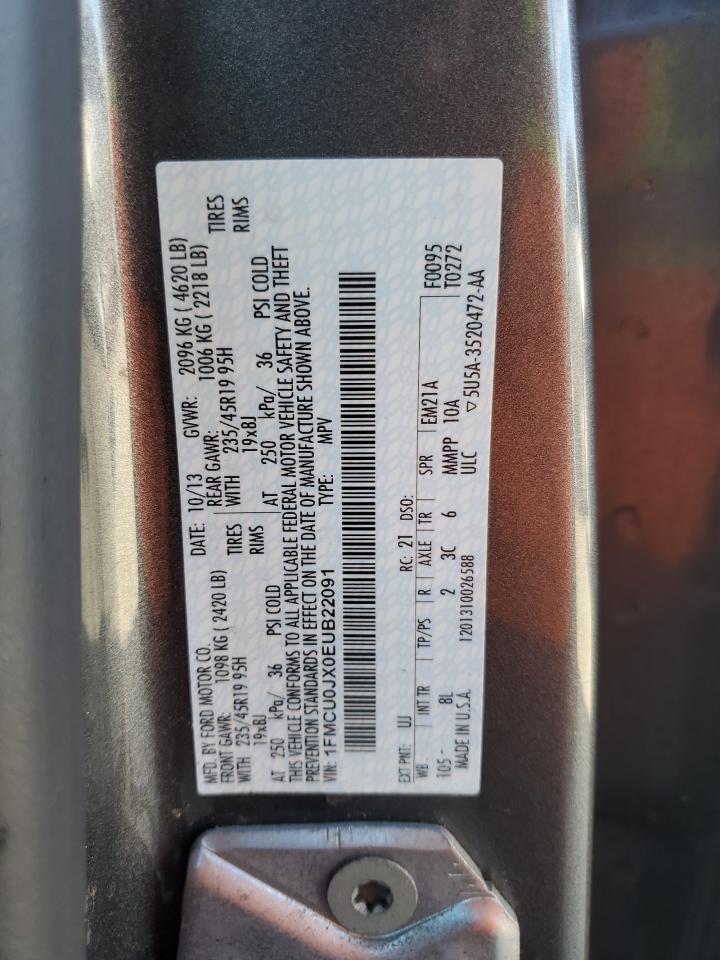 MFD. BY FORD MOTOR CO.
DATE: 10/13 GVWR: 2096 KG ( 4620 LB)
FRONT GAWR: 1098 KG ( 2420 LB) REAR GAWR: 1006 KG ( 2218 LB)
WITH 235/45R19 95H TIRES WITH 235/45R19 95H TIRES
19x8J RIMS 19x8J RIMS
AT 250 kPa/ 36 PSI COLD AT 250 kPa/ 36 PSI COLD
THIS VEHICLE CONFORMS TO ALL APPLICABLE FEDERAL MOTOR VEHICLE SAFETY AND THEFT
PREVENTION STANDARDS IN EFFECT ON THE DATE OF MANUFACTURE SHOWN ABOVE.
VIN: 1FMCU0JX0EUB22091 TYPE: MPV
EXT PNT: UJ RC: 21 DSO: F0095
WB INT TR TP/PS R AXLE TR SPR EM21A T0272
105- 8L 2 3C 6 MMPP 10A
MADE IN U.S.A. 1201310026588 ULC ▽5U5A-3520472-AA